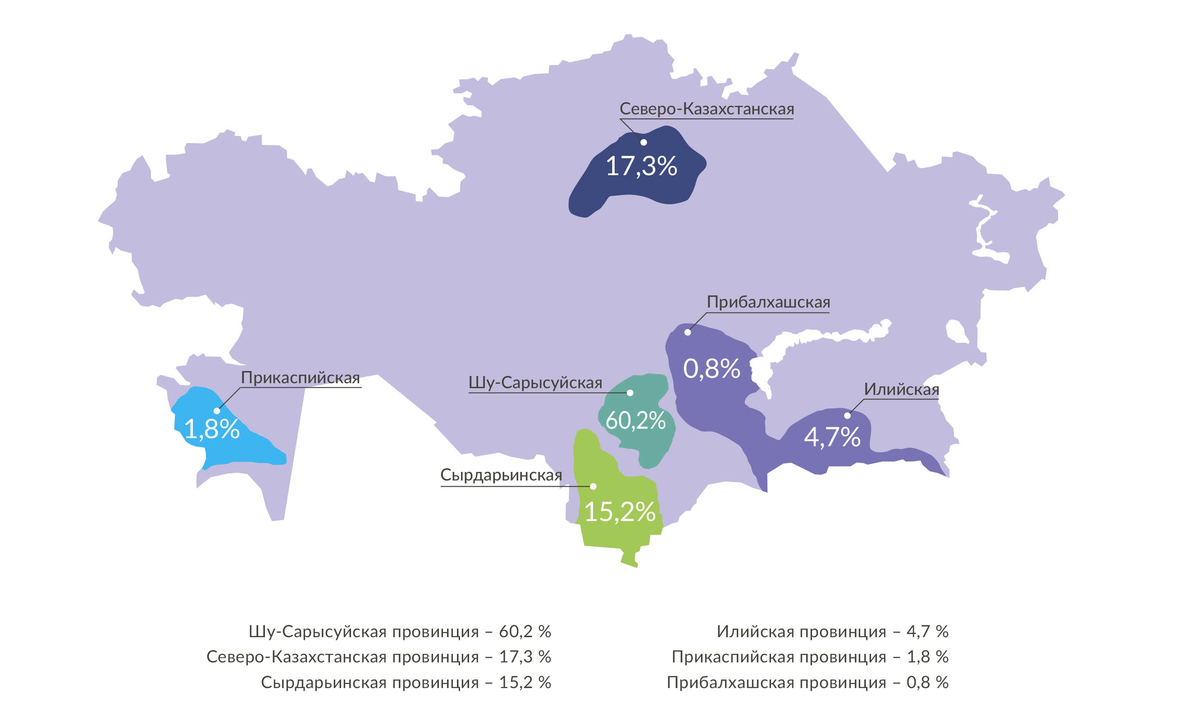 Северо-Казахстанская
17,3%
Прибалхашская
0,8%
Прикаспийская
1,8%
Шу-Сарысуйская
60,2%
Илийская
4,7%
Сырдарьинская
15,2%
Шу-Сарысуйская провинция – 60,2 %
Северо-Казахстанская провинция – 17,3 %
Сырдарьинская провинция – 15,2 %
Илийская провинция – 4,7 %
Прикаспийская провинция – 1,8 %
Прибалхашская провинция – 0,8 %